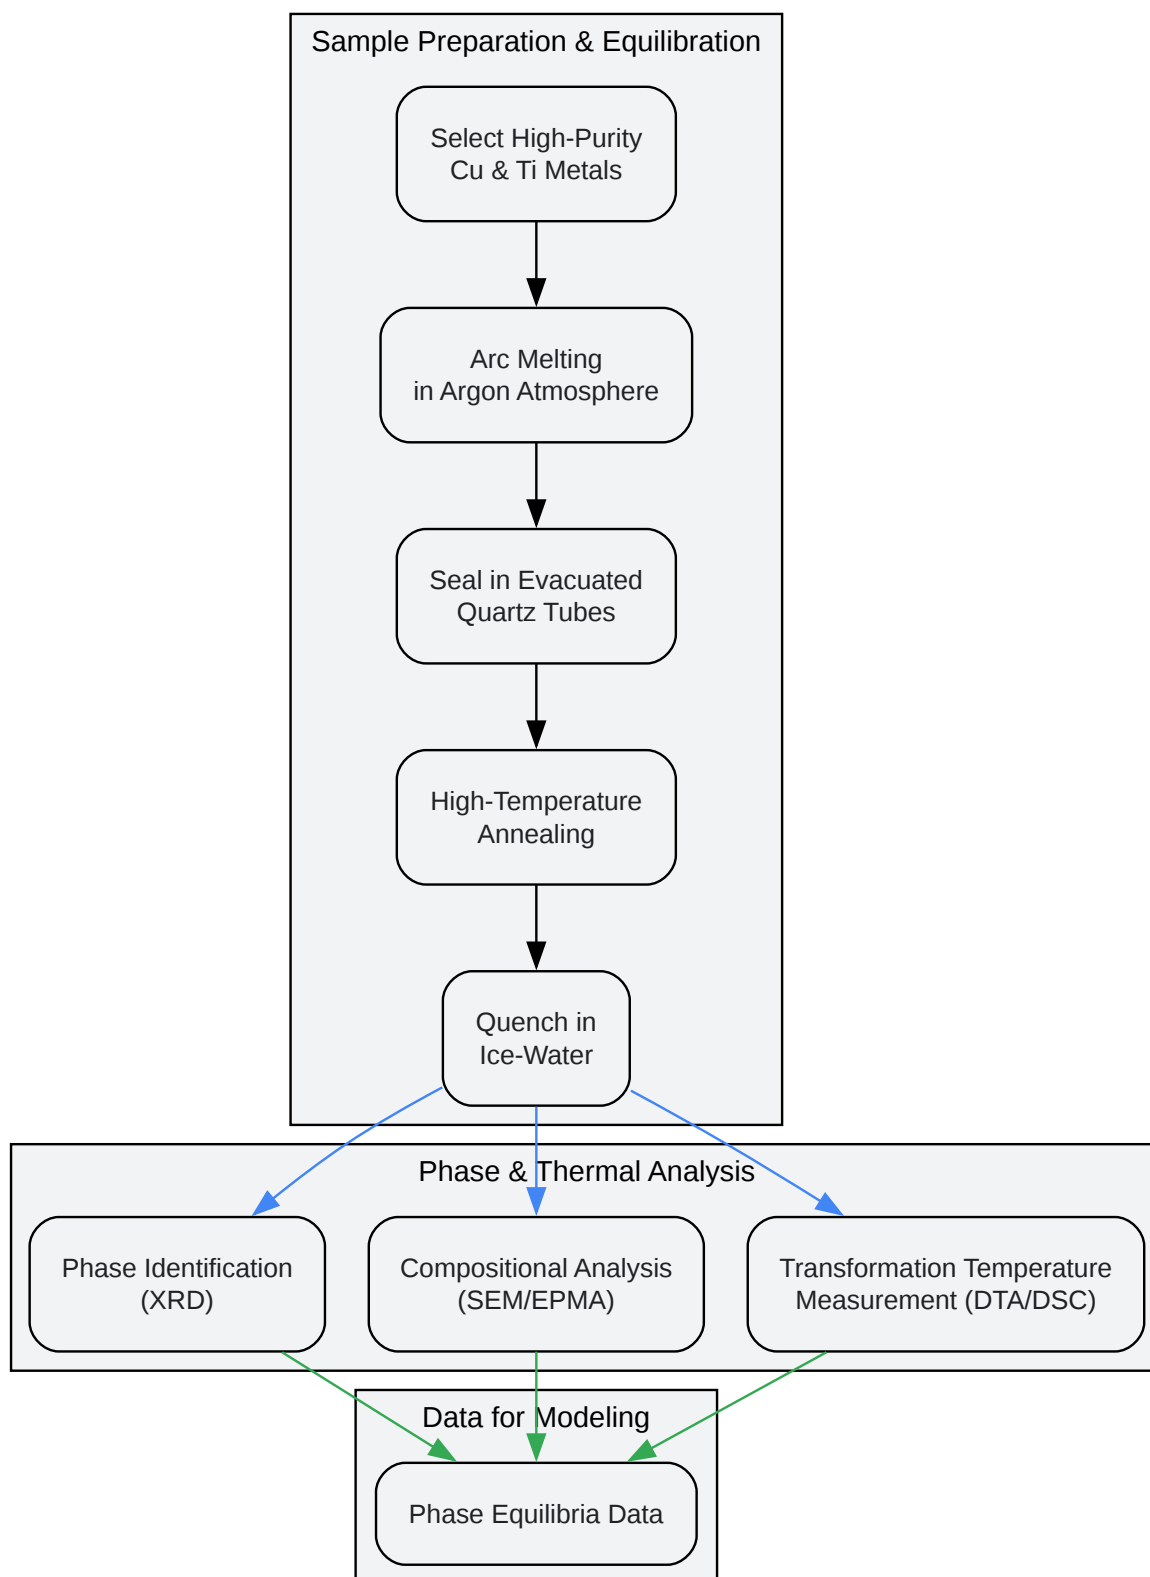 Sample Preparation & Equilibration
Select High-Purity
Cu & Ti Metals
Arc Melting
in Argon Atmosphere
Seal in Evacuated
Quartz Tubes
High-Temperature
Annealing
Quench in
Ice-Water
Phase & Thermal Analysis
Phase Identification
(XRD)
Compositional Analysis
(SEM/EPMA)
Transformation Temperature
Measurement (DTA/DSC)
Data for Modeling
Phase Equilibria Data